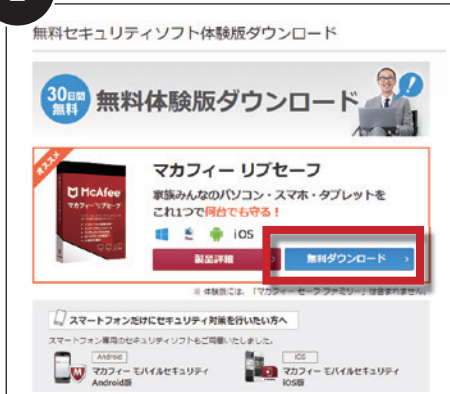 無料セキュリティソフト体験版ダウンロード
30日間
無料
無料体験版ダウンロード
オススメ
McAfee
マカフィー リブセーフ
マカフィー リブセーフ
家族みんなのパソコン・スマホ・タブレットを
これ1つで何台でも守る!
iOS
製品詳細 >
無料ダウンロード >
※ 体験版には、「マカフィー セーフ ファミリー」は含まれません。
スマートフォンだけにセキュリティ対策を行いたい方へ
スマートフォン専用のセキュリティソフトもご用意いたしました。
Android
マカフィー モバイルセキュリティ
Android版
iOS
マカフィー モバイルセキュリティ
iOS版